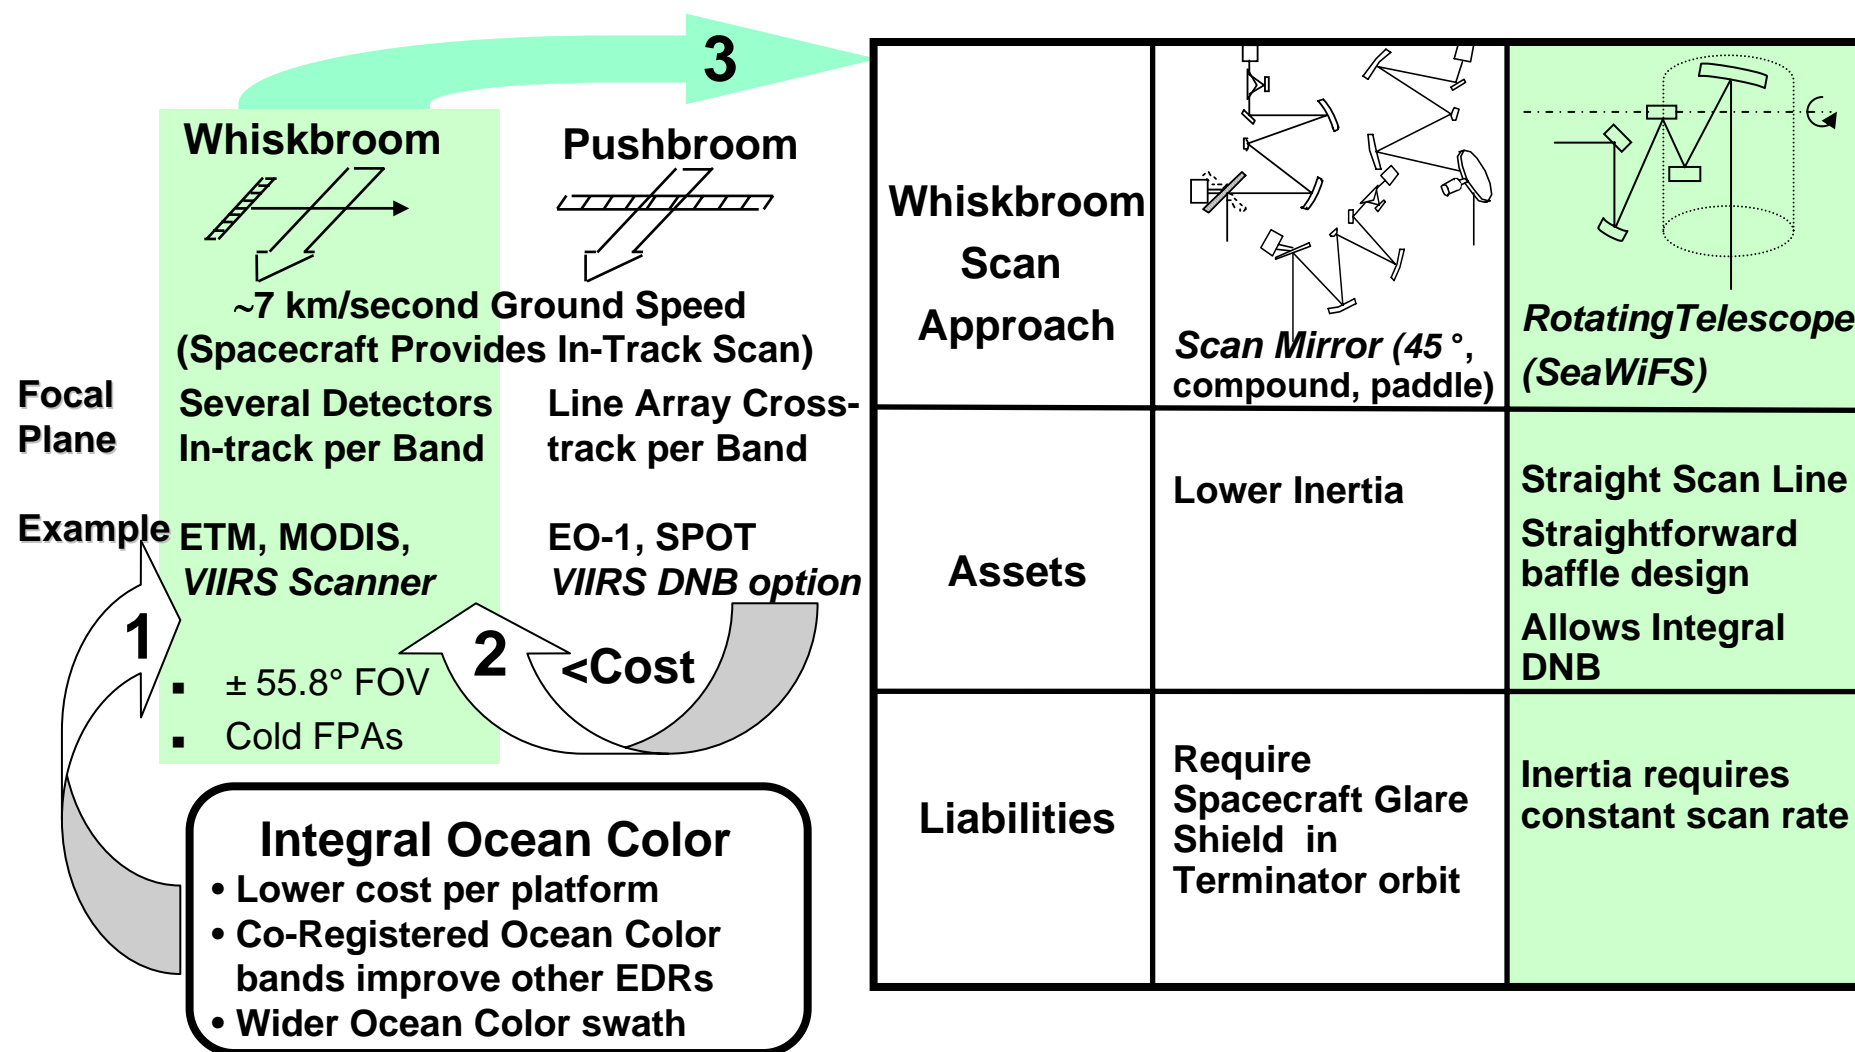 3
Whiskbroom
Pushbroom
~7 km/second Ground Speed
(Spacecraft Provides In-Track Scan)
Focal
Plane
Several Detectors
In-track per Band
Line Array Cross-
track per Band
Example
ETM, MODIS,
VIIRS Scanner
EO-1, SPOT
VIIRS DNB option
1
2
<Cost
▪ ± 55.8° FOV
▪ Cold FPAs
Integral Ocean Color
• Lower cost per platform
• Co-Registered Ocean Color
bands improve other EDRs
• Wider Ocean Color swath
Whiskbroom
Scan
Approach
Scan Mirror (45 °,
compound, paddle)
RotatingTelescope
(SeaWiFS)
Assets
Lower Inertia
Straight Scan Line
Straightforward
baffle design
Allows Integral
DNB
Liabilities
Require
Spacecraft Glare
Shield in
Terminator orbit
Inertia requires
constant scan rate